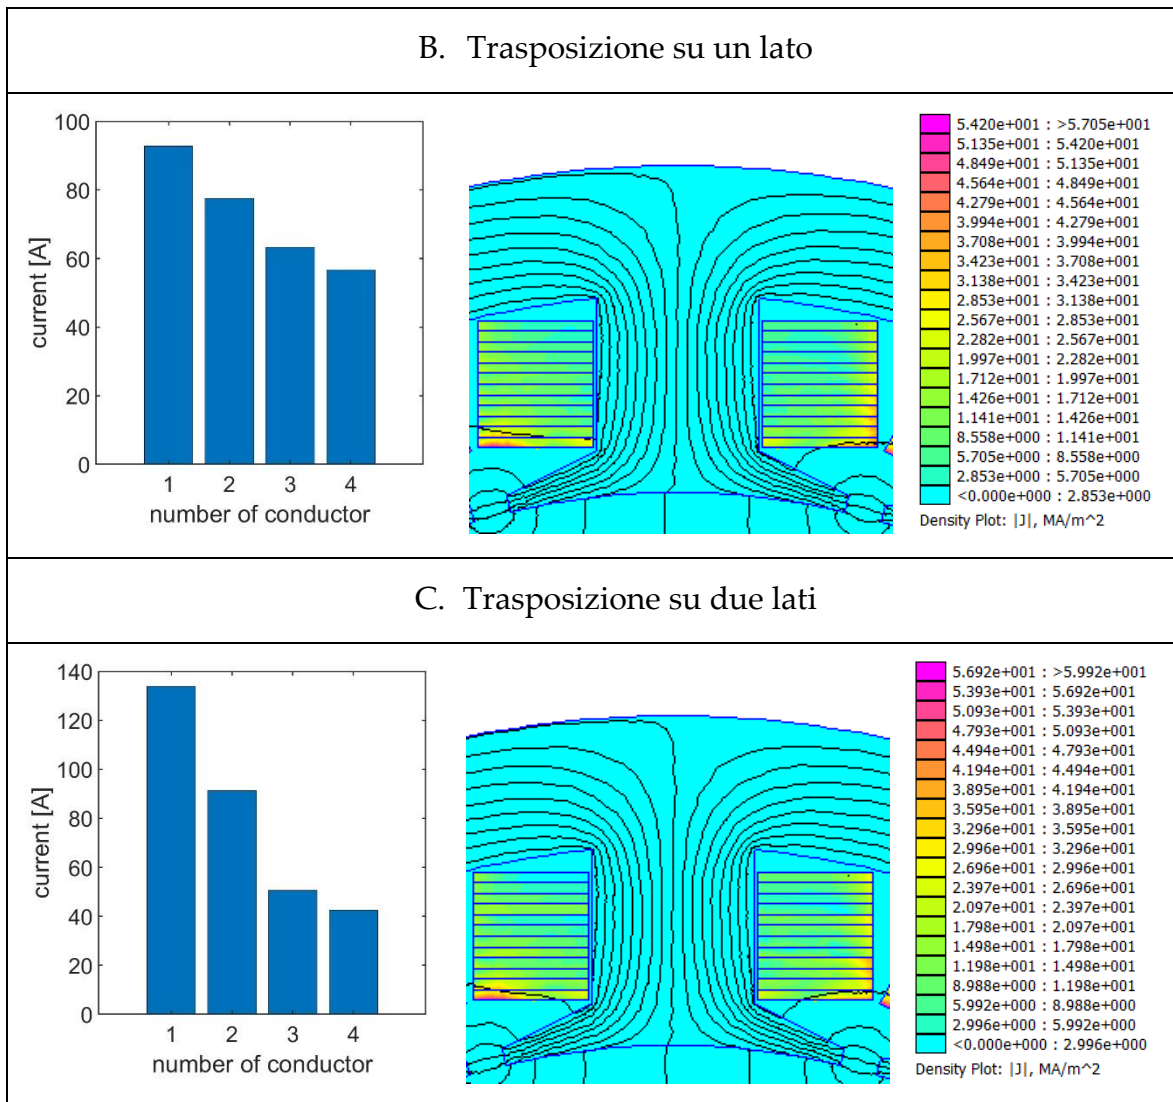 B. Trasposizione su un lato
100
80
60
40
20
0
current [A]
1 2 3 4
number of conductor
5.420e+001 : >5.705e+001
5.135e+001 : 5.420e+001
4.849e+001 : 5.135e+001
4.564e+001 : 4.849e+001
4.279e+001 : 4.564e+001
3.994e+001 : 4.279e+001
3.708e+001 : 3.994e+001
3.423e+001 : 3.708e+001
3.138e+001 : 3.423e+001
2.853e+001 : 3.138e+001
2.567e+001 : 2.853e+001
2.282e+001 : 2.567e+001
1.997e+001 : 2.282e+001
1.712e+001 : 1.997e+001
1.426e+001 : 1.712e+001
1.141e+001 : 1.426e+001
8.558e+000 : 1.141e+001
5.705e+000 : 8.558e+000
2.853e+000 : 5.705e+000
<0.000e+000 : 2.853e+000
Density Plot: |J|, MA/m^2
C. Trasposizione su due lati
140
120
100
80
60
40
20
0
current [A]
1 2 3 4
number of conductor
5.692e+001 : >5.992e+001
5.393e+001 : 5.692e+001
5.093e+001 : 5.393e+001
4.793e+001 : 5.093e+001
4.494e+001 : 4.793e+001
4.194e+001 : 4.494e+001
3.895e+001 : 4.194e+001
3.595e+001 : 3.895e+001
3.296e+001 : 3.595e+001
2.996e+001 : 3.296e+001
2.696e+001 : 2.996e+001
2.397e+001 : 2.696e+001
2.097e+001 : 2.397e+001
1.798e+001 : 2.097e+001
1.498e+001 : 1.798e+001
1.198e+001 : 1.498e+001
8.988e+000 : 1.198e+001
5.992e+000 : 8.988e+000
2.996e+000 : 5.992e+000
<0.000e+000 : 2.996e+000
Density Plot: |J|, MA/m^2